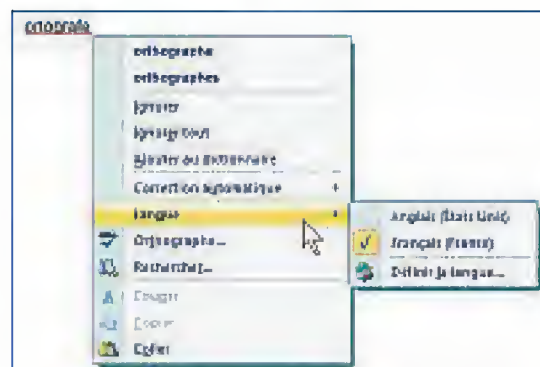 ortografe
orthographe
orthographes
Ignorer
Ignorer tout
Ajouter au dictionnaire
Correction automatique
Langue
Anglais (États-Unis)
Français (France)
Définir la langue...
Orthographe...
Rechercher...
Couper
Copier
Coller